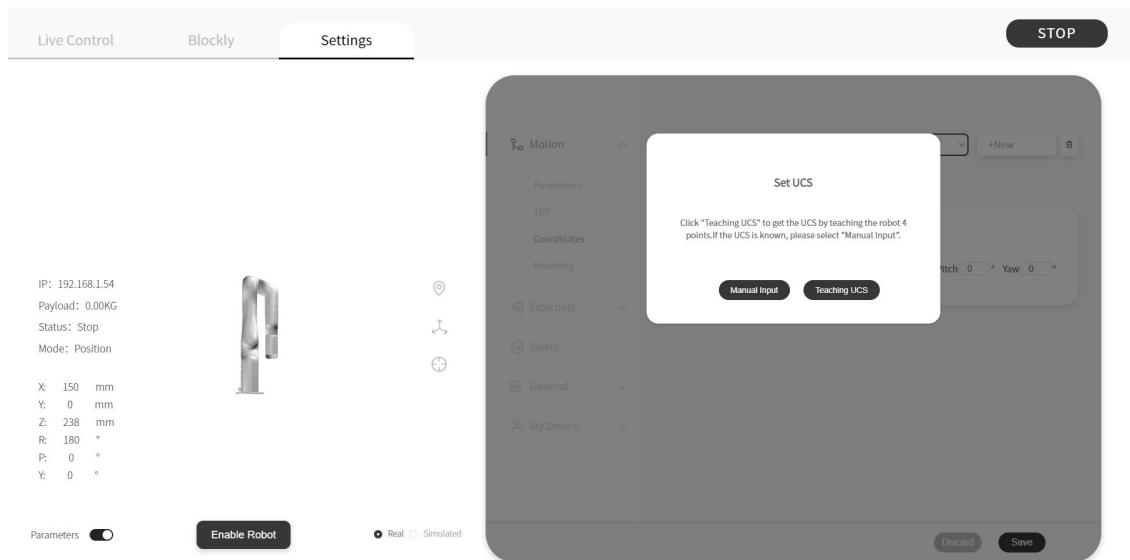 Live Control
Blockly
Settings
STOP
IP: 192.168.1.54
Payload: 0.00KG
Status: Stop
Mode: Position
X: 150 mm
Y: 0 mm
Z: 238 mm
R: 180 °
P: 0 °
Y: 0 °
Parameters
Enable Robot
Real
Simulated
Motion
Parameters
TCP
Coordinates
Mounting
Externals
Safety
General
My Device
+New
Set UCS
Click "Teaching UCS" to get the UCS by teaching the robot 4
points.If the UCS is known, please select "Manual Input".
Manual Input
Teaching UCS
Pitch 0 ° Yaw 0 °
Discard
Save